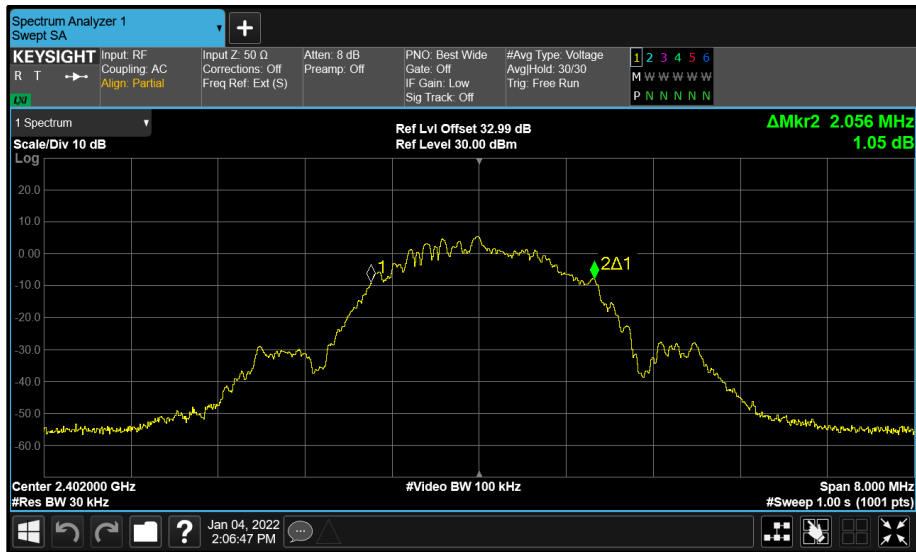 Spectrum Analyzer 1
Swept SA
KEYSIGHT
R T
LXI
Input: RF
Coupling: AC
Align: Partial
Input Z: 50 Ω
Corrections: Off
Freq Ref: Ext (S)
Atten: 8 dB
Preamp: Off
PNO: Best Wide
Gate: Off
IF Gain: Low
Sig Track: Off
#Avg Type: Voltage
Avg|Hold: 30/30
Trig: Free Run
1 2 3 4 5 6
M W W W W W
P N N N N N
1 Spectrum
Scale/Div 10 dB
Ref Lvl Offset 32.99 dB
Ref Level 30.00 dBm
ΔMkr2 2.056 MHz
1.05 dB
Log
20.0
10.0
0.00
-10.0
-20.0
-30.0
-40.0
-50.0
-60.0
1
2Δ1
Center 2.402000 GHz
#Res BW 30 kHz
#Video BW 100 kHz
Span 8.000 MHz
#Sweep 1.00 s (1001 pts)
?
Jan 04, 2022
2:06:47 PM